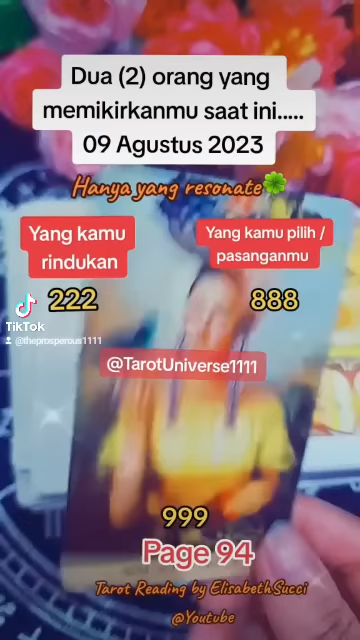 Dua (2) orang yang
memikirkanmu saat ini.....
09 Agustus 2023
Hanya yang resonate🍀
Yang kamu
rindukan
Yang kamu pilih /
pasanganmu
222
888
TikTok
@theprosperous1111
@TarotUniverse1111
999
Page 94
Tarot Reading by ElisabethSucci
@Youtube